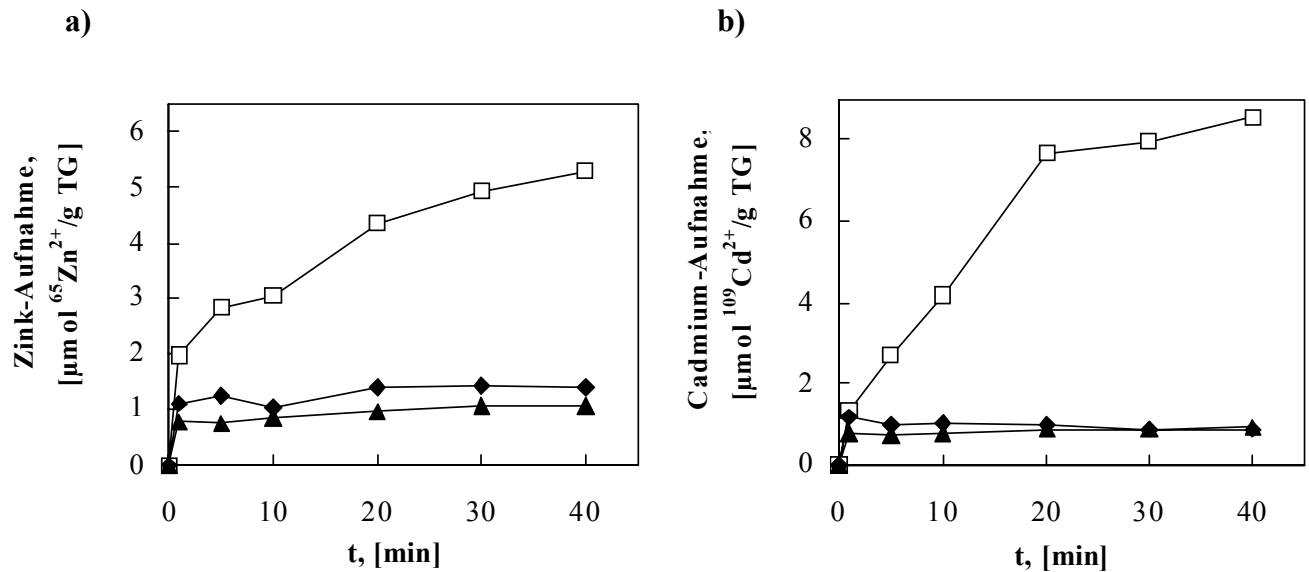 a)
Zink-Aufnahme,
[µmol ⁶⁵Zn²⁺/g TG]
6
5
4
3
2
1
0
0 10 20 30 40
t, [min]
b)
Cadmium-Aufnahme,
[µmol ¹⁰⁹Cd²⁺/g TG]
8
6
4
2
0
0 10 20 30 40
t, [min]